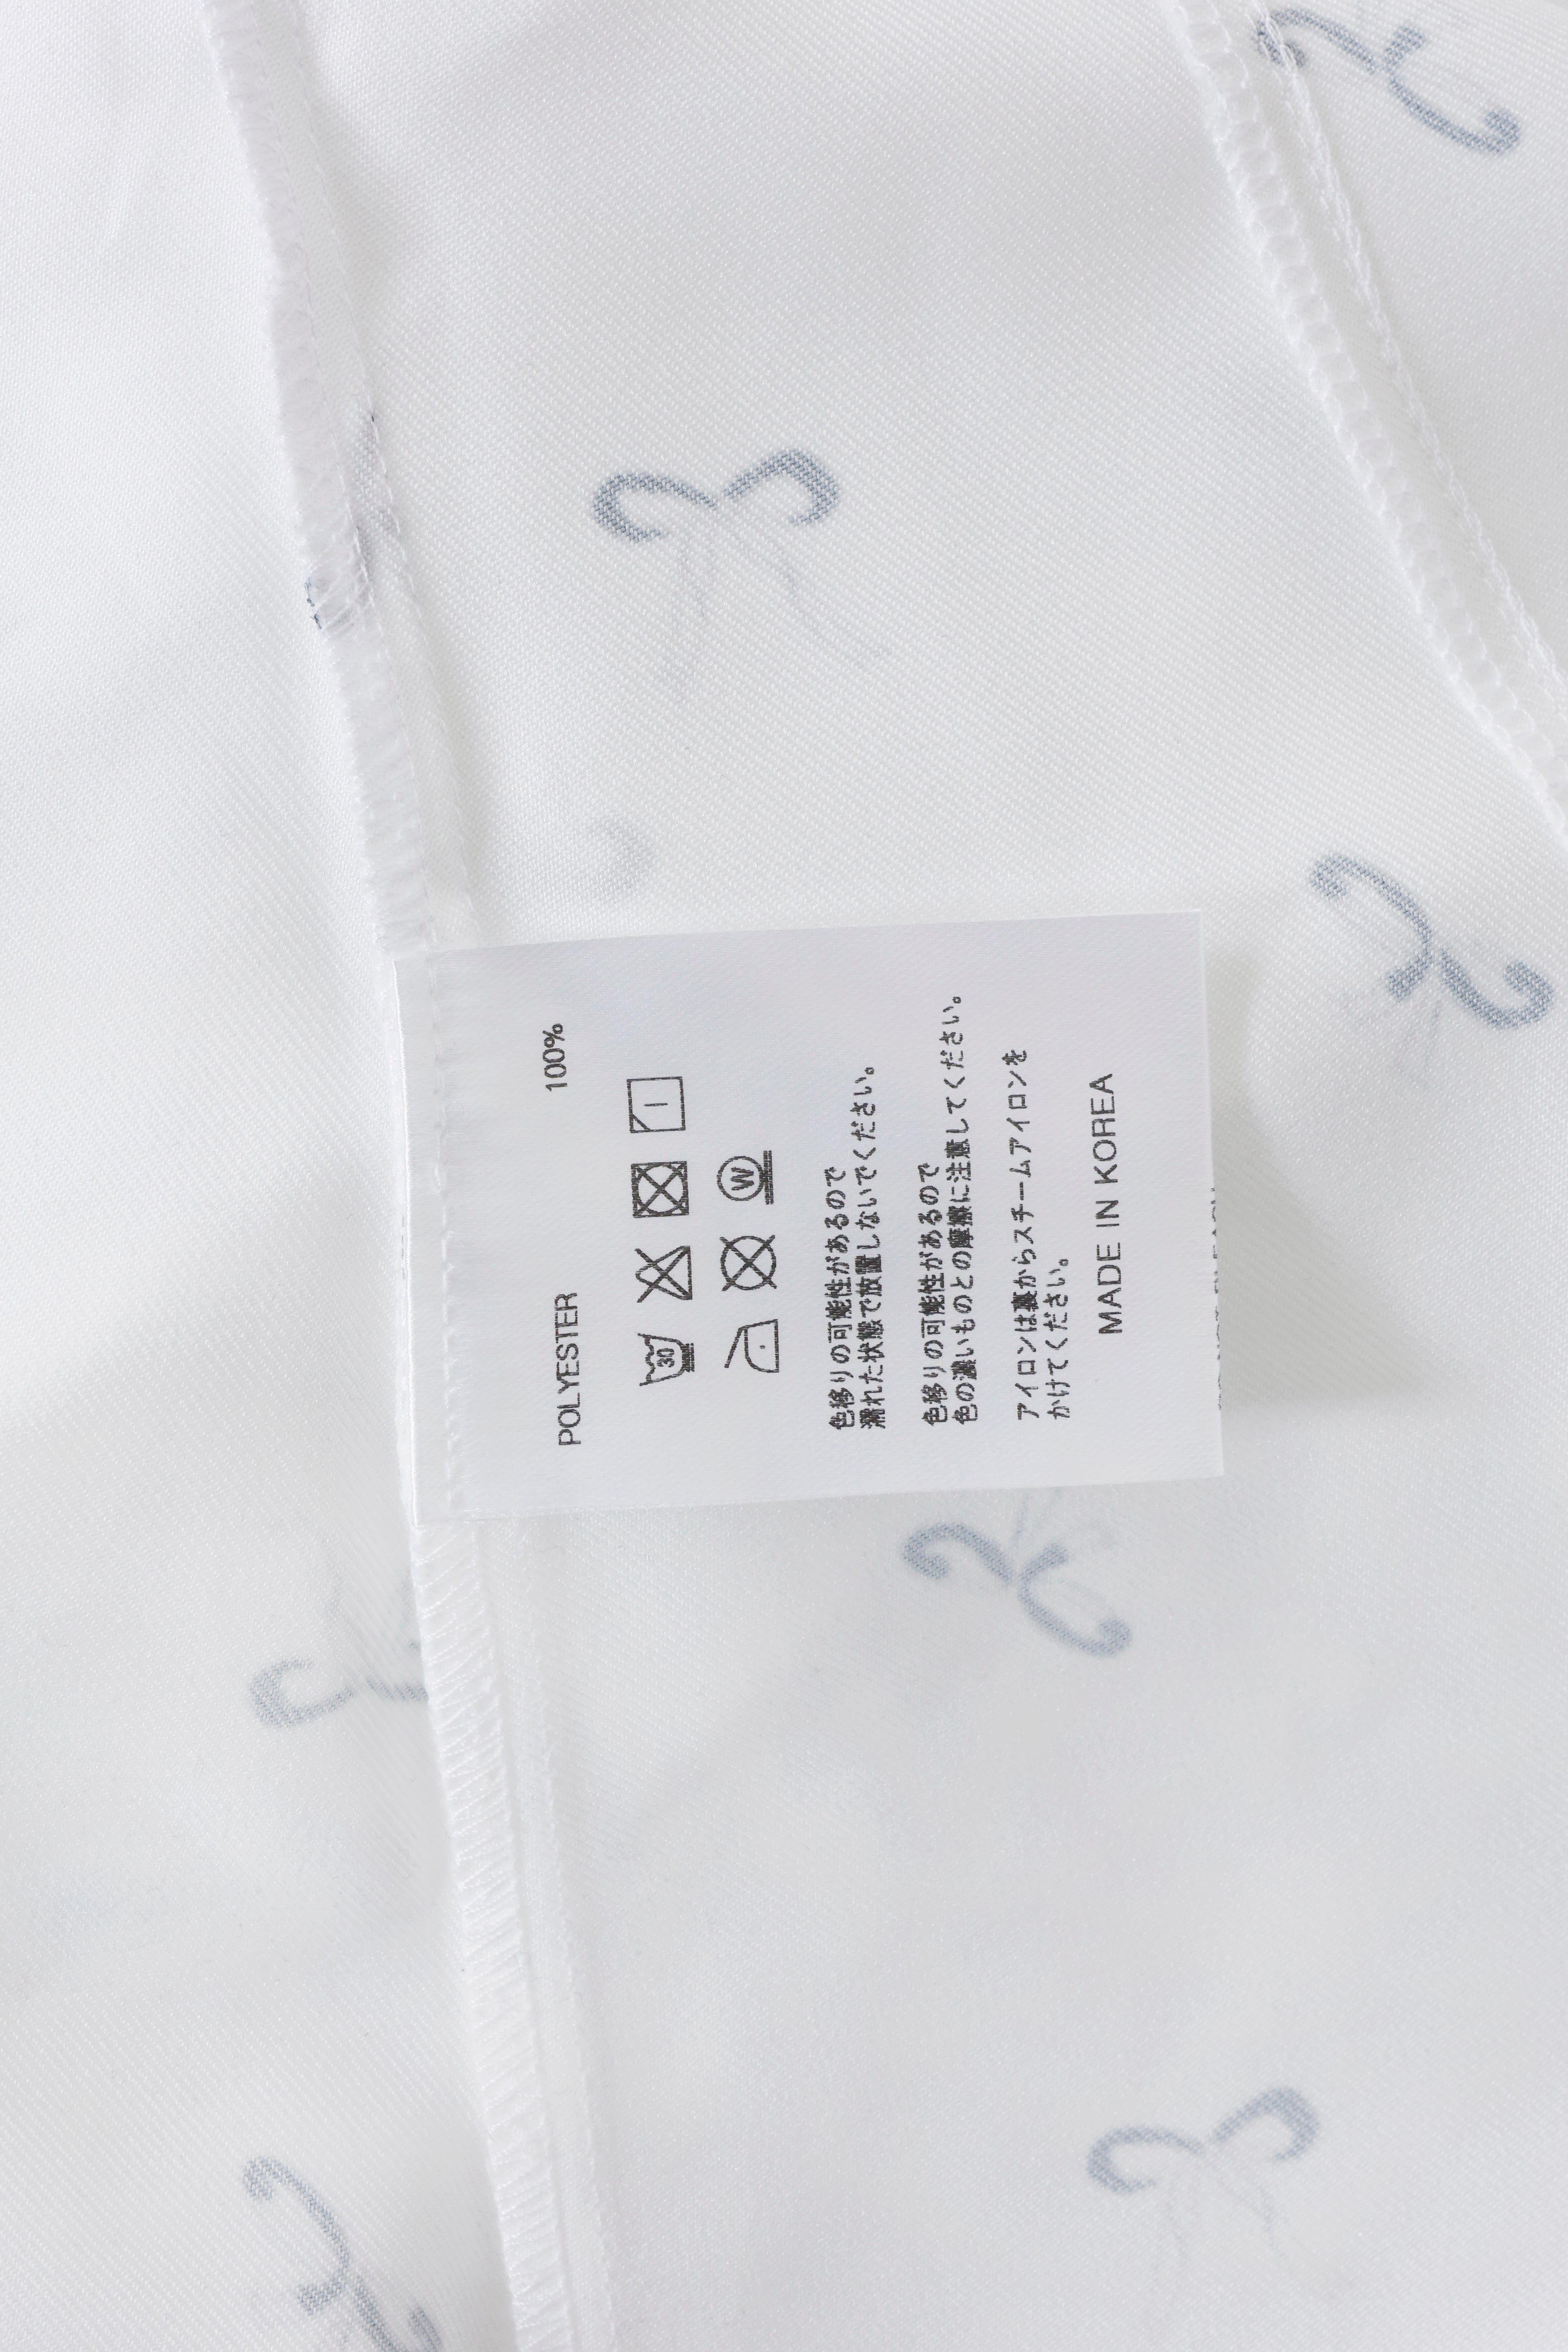 POLYESTER 100%
30
W
色移りの可能性があるので
濡れた状態で放置しないでください。
色移りの可能性があるので
色の濃いものとの摩擦に注意してください。
アイロンは裏からスチームアイロンを
かけてください。
MADE IN KOREA